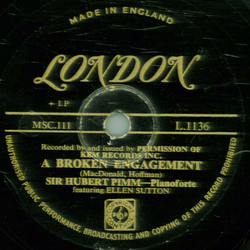 MADE IN ENGLAND
LONDON
+ LP
MSC.111
L.1136
Recorded by and issued by PERMISSION OF
KEM RECORDS INC.
A BROKEN ENGAGEMENT
(MacDonald, Hoffman)
SIR HUBERT PIMM—Pianoforte
featuring ELLEN SUTTON
UNAUTHORISED PUBLIC PERFORMANCE, BROADCASTING AND COPYING OF THIS RECORD PROHIBITED